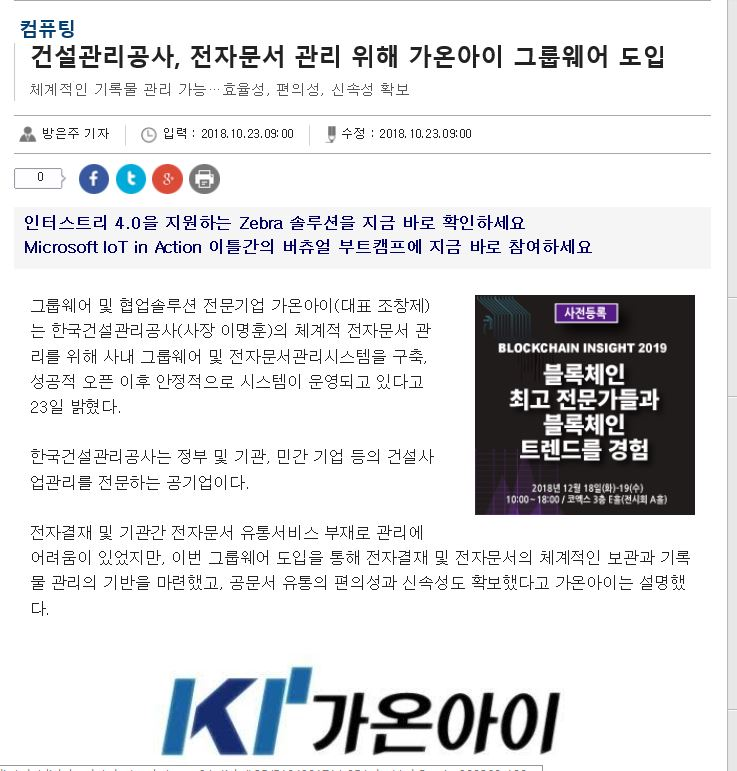 컴퓨팅
건설관리공사, 전자문서 관리 위해 가온아이 그룹웨어 도입
체계적인 기록물 관리 가능…효율성, 편의성, 신속성 확보
방은주 기자 입력 : 2018.10.23.09:00 수정 : 2018.10.23.09:00
0
인터스트리 4.0을 지원하는 Zebra 솔루션을 지금 바로 확인하세요
Microsoft IoT in Action 이틀간의 버츄얼 부트캠프에 지금 바로 참여하세요
그룹웨어 및 협업솔루션 전문기업 가온아이(대표 조창제)
는 한국건설관리공사(사장 이명훈)의 체계적 전자문서 관
리를 위해 사내 그룹웨어 및 전자문서관리시스템을 구축,
성공적 오픈 이후 안정적으로 시스템이 운영되고 있다고
23일 밝혔다.
한국건설관리공사는 정부 및 기관, 민간 기업 등의 건설사
업관리를 전문하는 공기업이다.
사전등록
BLOCKCHAIN INSIGHT 2019
블록체인
최고 전문가들과
블록체인
트렌드를 경험
2018년 12월 18일(화)-19(수)
10:00~18:00 / 코엑스 3층 E홀(전시회 A홀)
전자결재 및 기관간 전자문서 유통서비스 부재로 관리에
어려움이 있었지만, 이번 그룹웨어 도입을 통해 전자결재 및 전자문서의 체계적인 보관과 기록
물 관리의 기반을 마련했고, 공문서 유통의 편의성과 신속성도 확보했다고 가온아이는 설명했
다.
가온아이